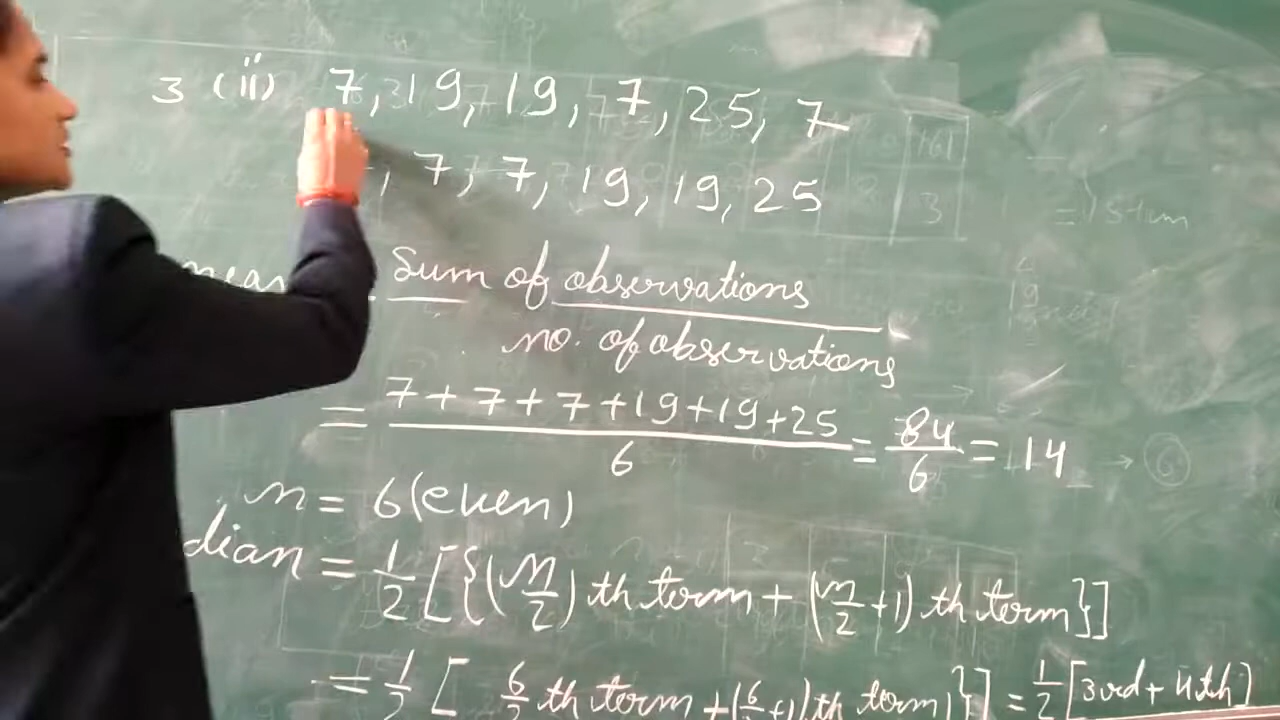 3 (ii) 7, 19, 19, 7, 25, 7
, 7, 7, 19, 19, 25
mean Sum of observations
no. of observations
= 7 + 7 + 7 + 19 + 19 + 25 / 6 = 84/6 = 14
n = 6 (even)
dian = 1/2 [{(n/2) th term + (n/2 + 1) th term}]
= 1/2 [ 6/2 th term + (6/2 + 1) th term}] = 1/2 [3rd + 4th]